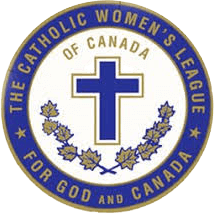 THE CATHOLIC WOMEN'S LEAGUE
OF CANADA
FOR GOD AND CANADA